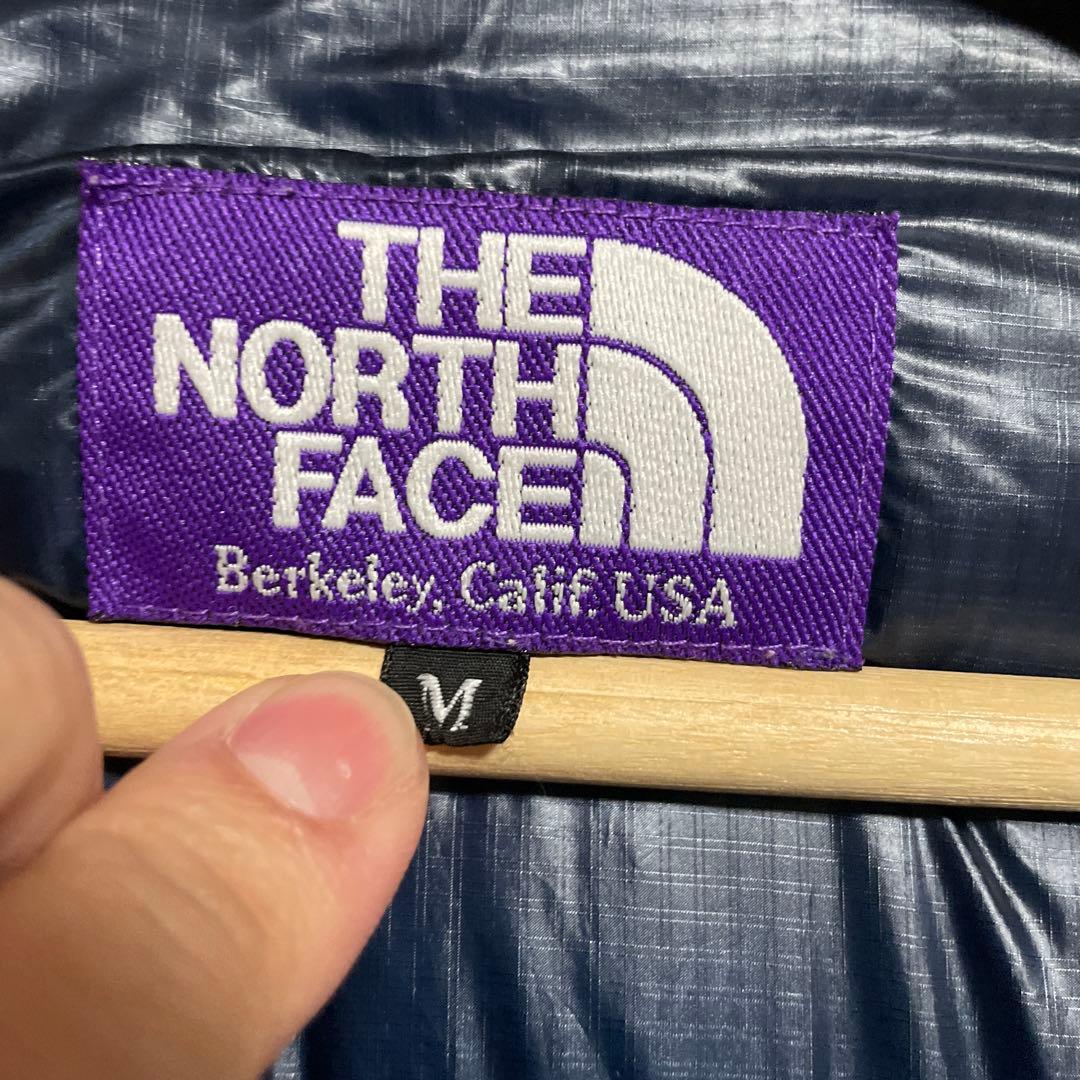 THE
NORTH
FACE
Berkeley, Calif. USA
M